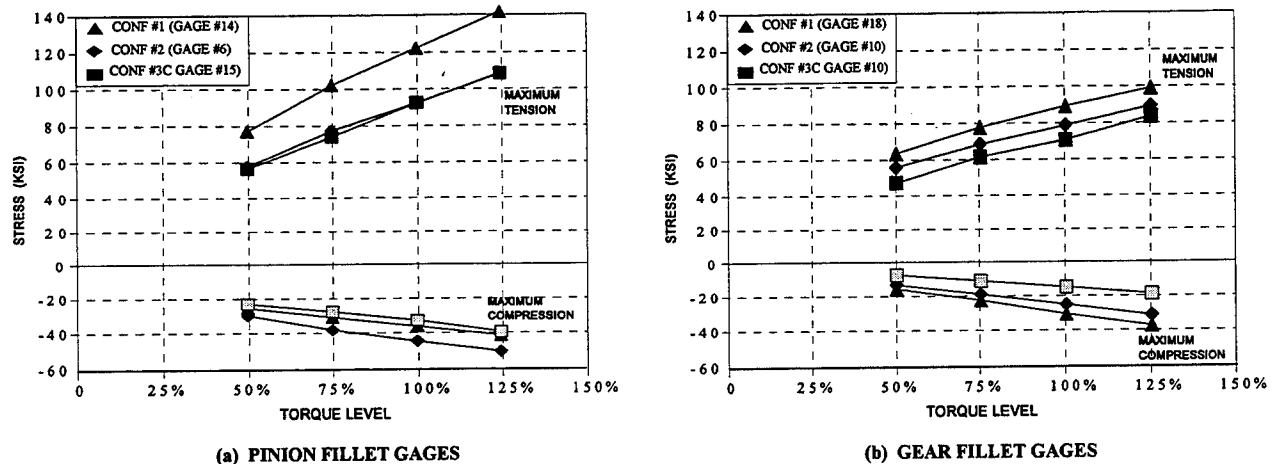 140
120
100
80
60
40
20
0
-20
-40
-60
STRESS (KSI)
CONF #1 (GAGE #14)
CONF #2 (GAGE #6)
CONF #3C GAGE #15)
MAXIMUM
TENSION
MAXIMUM
COMPRESSION
0 25% 50% 75% 100% 125% 150%
TORQUE LEVEL
(a) PINION FILLET GAGES
140
120
100
80
60
40
20
0
-20
-40
-60
STRESS (KSI)
CONF #1 (GAGE #18)
CONF #2 (GAGE #10)
CONF #3C GAGE #10)
MAXIMUM
TENSION
MAXIMUM
COMPRESSION
0 25% 50% 75% 100% 125% 150%
TORQUE LEVEL
(b) GEAR FILLET GAGES